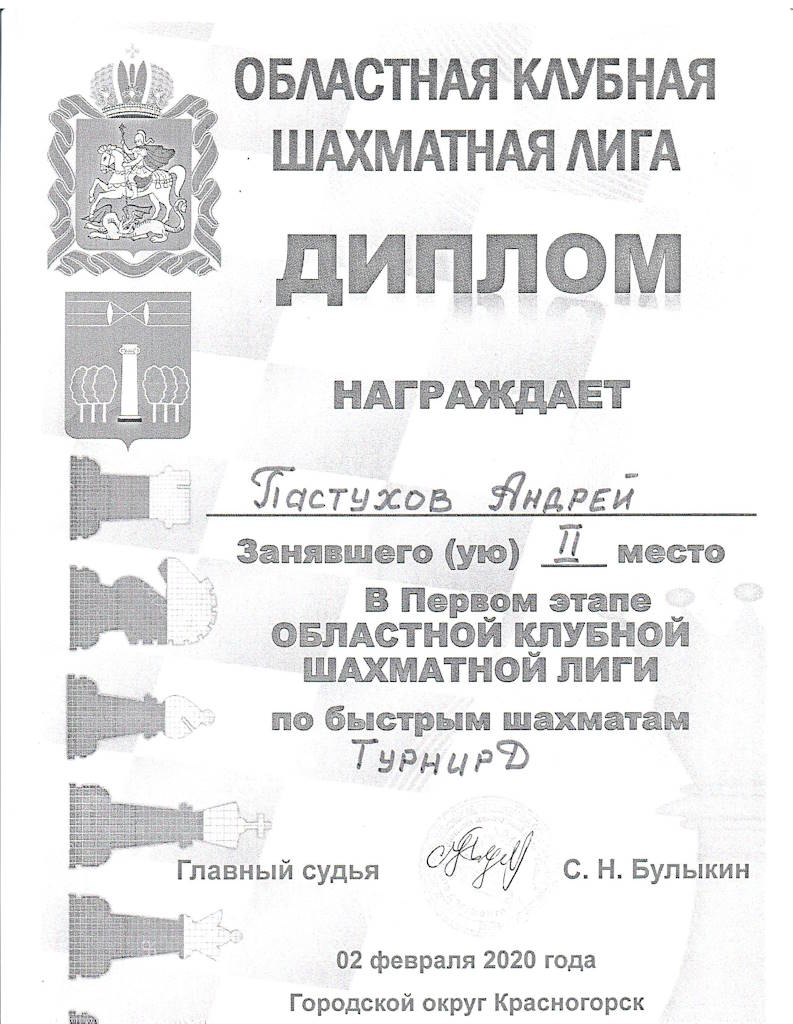 ОБЛАСТНАЯ КЛУБНАЯ
ШАХМАТНАЯ ЛИГА
ДИПЛОМ
НАГРАЖДАЕТ
Пастухов Андрей
Занявшего (ую) II место
В Первом этапе
ОБЛАСТНОЙ КЛУБНОЙ
ШАХМАТНОЙ ЛИГИ
по быстрым шахматам
Турнир D
Главный судья С. Н. Булыкин
02 февраля 2020 года
Городской округ Красногорск